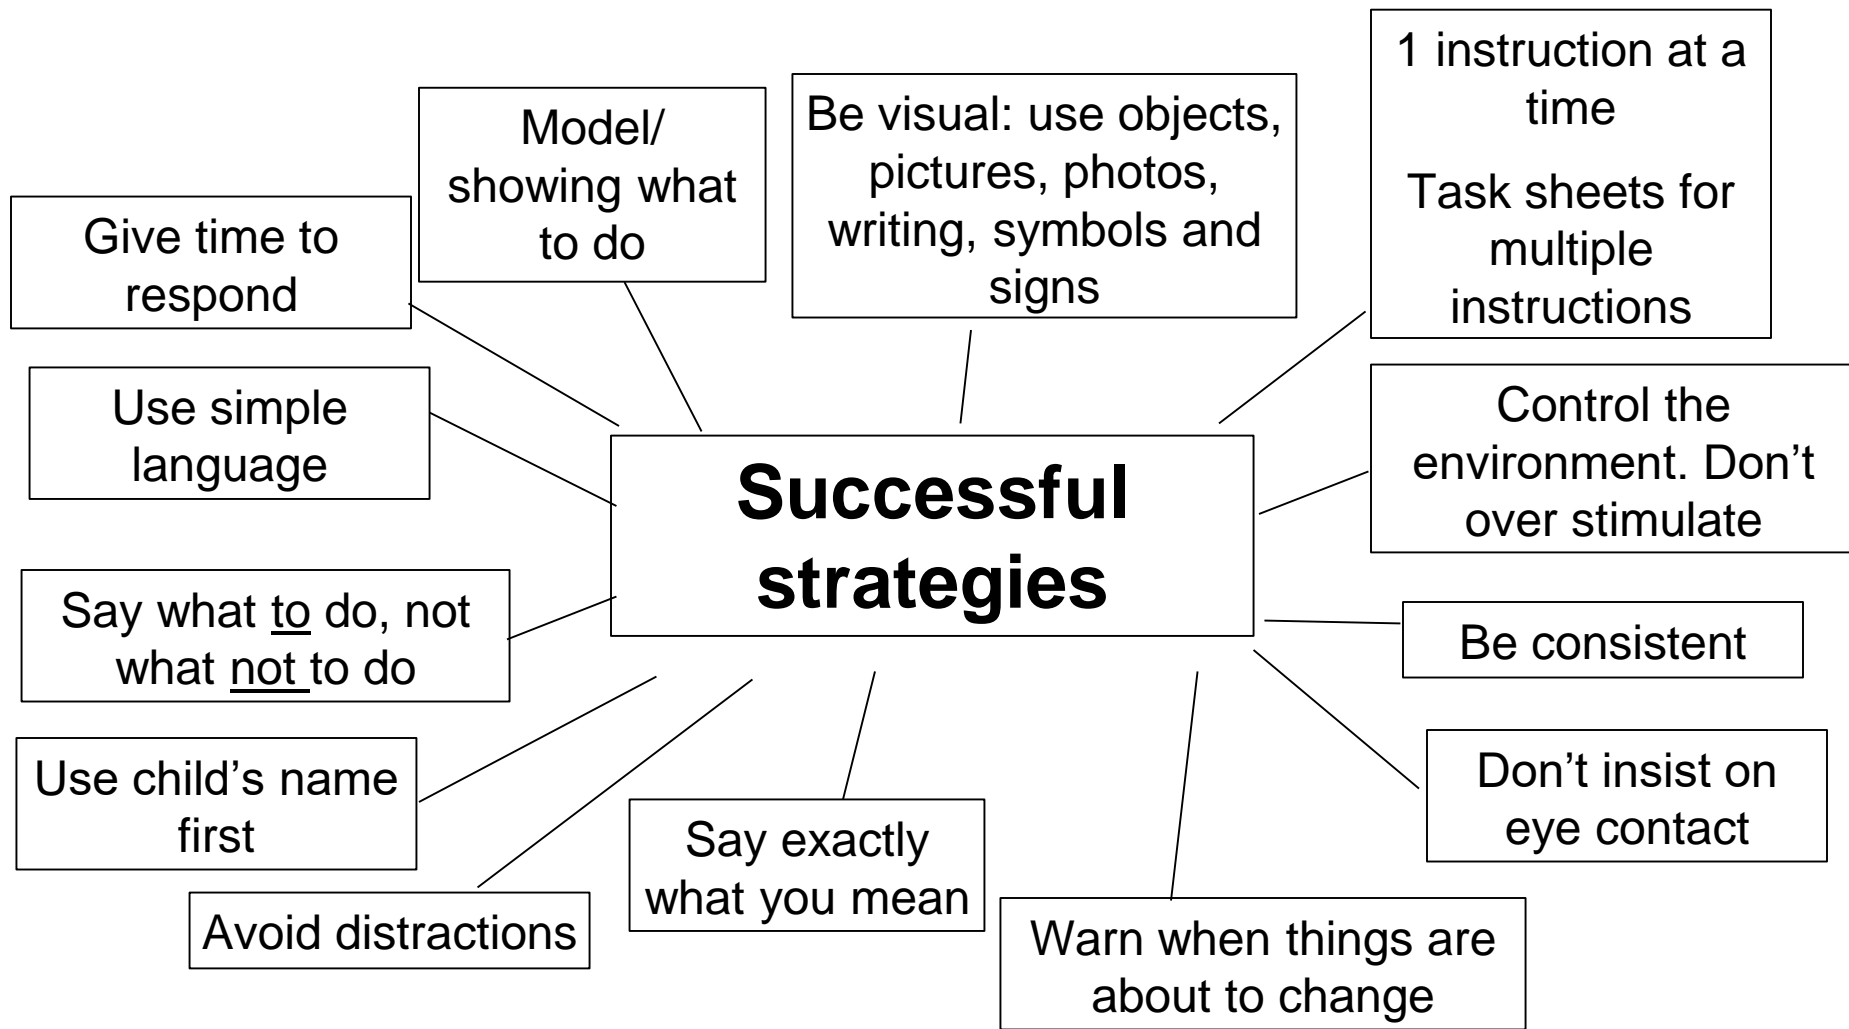 1 instruction at a
time
Task sheets for
multiple
instructions
Model/
showing what
to do
Be visual: use objects,
pictures, photos,
writing, symbols and
signs
Give time to
respond
Use simple
language
Control the
environment. Don’t
over stimulate
Successful
strategies
Say what to do, not
what not to do
Be consistent
Use child’s name
first
Don’t insist on
eye contact
Say exactly
what you mean
Avoid distractions
Warn when things are
about to change